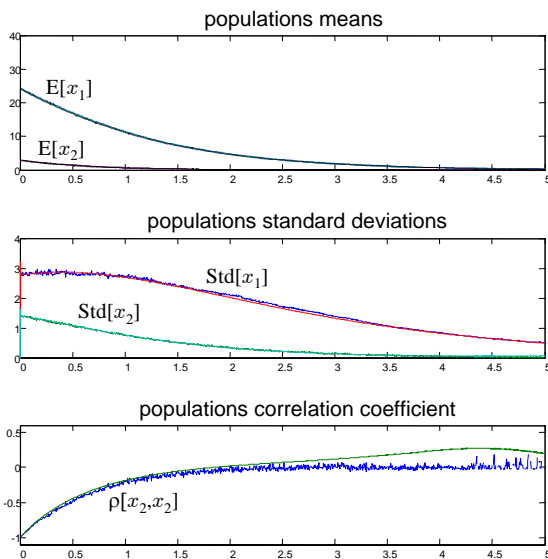 populations means
40
30
20
10
0
E[x₁]
E[x₂]
0 0.5 1 1.5 2 2.5 3 3.5 4 4.5 5
populations standard deviations
4
3
2
1
0
Std[x₁]
Std[x₂]
0 0.5 1 1.5 2 2.5 3 3.5 4 4.5 5
populations correlation coefficient
0.5
0
-0.5
-1
ρ[x₂,x₂]
0 0.5 1 1.5 2 2.5 3 3.5 4 4.5 5